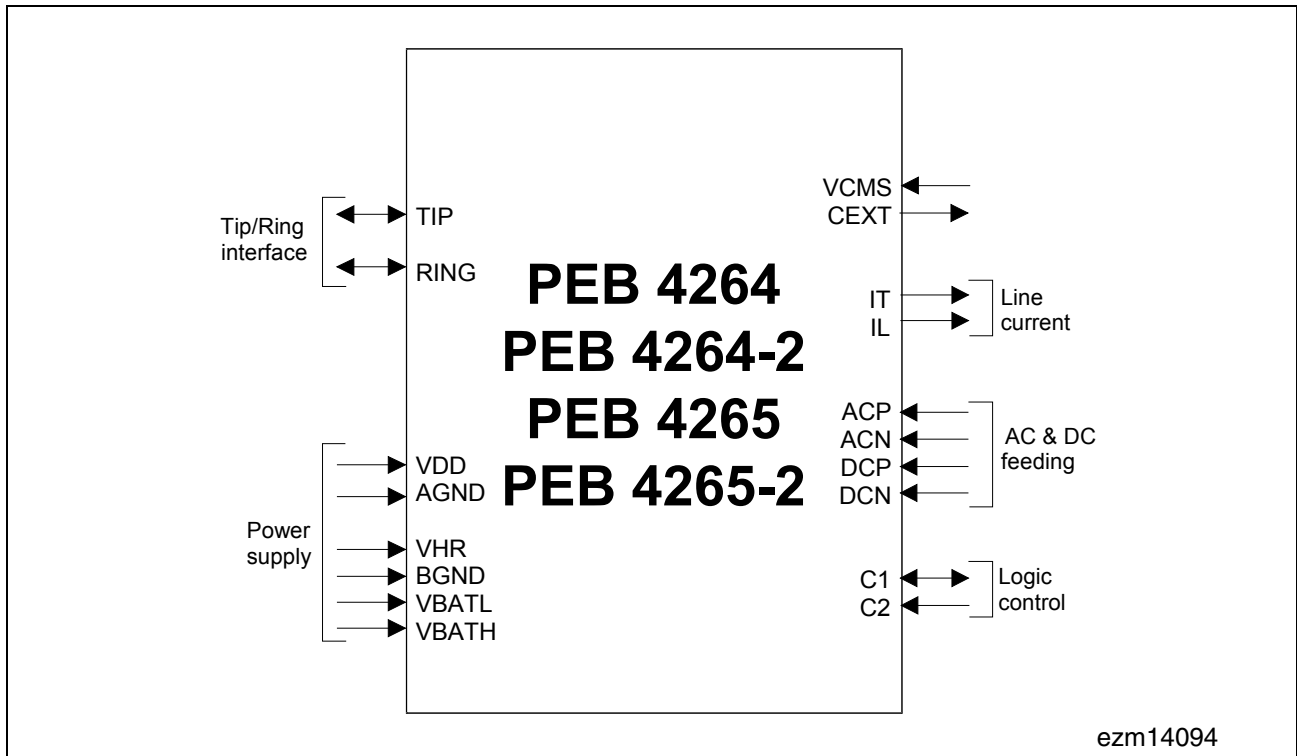 Tip/Ring
interface
TIP
RING
Power
supply
VDD
AGND
VHR
BGND
VBATL
VBATH
PEB 4264
PEB 4264-2
PEB 4265
PEB 4265-2
VCMS
CEXT
IT
IL
Line
current
ACP
ACN
DCP
DCN
AC & DC
feeding
C1
C2
Logic
control
ezm14094